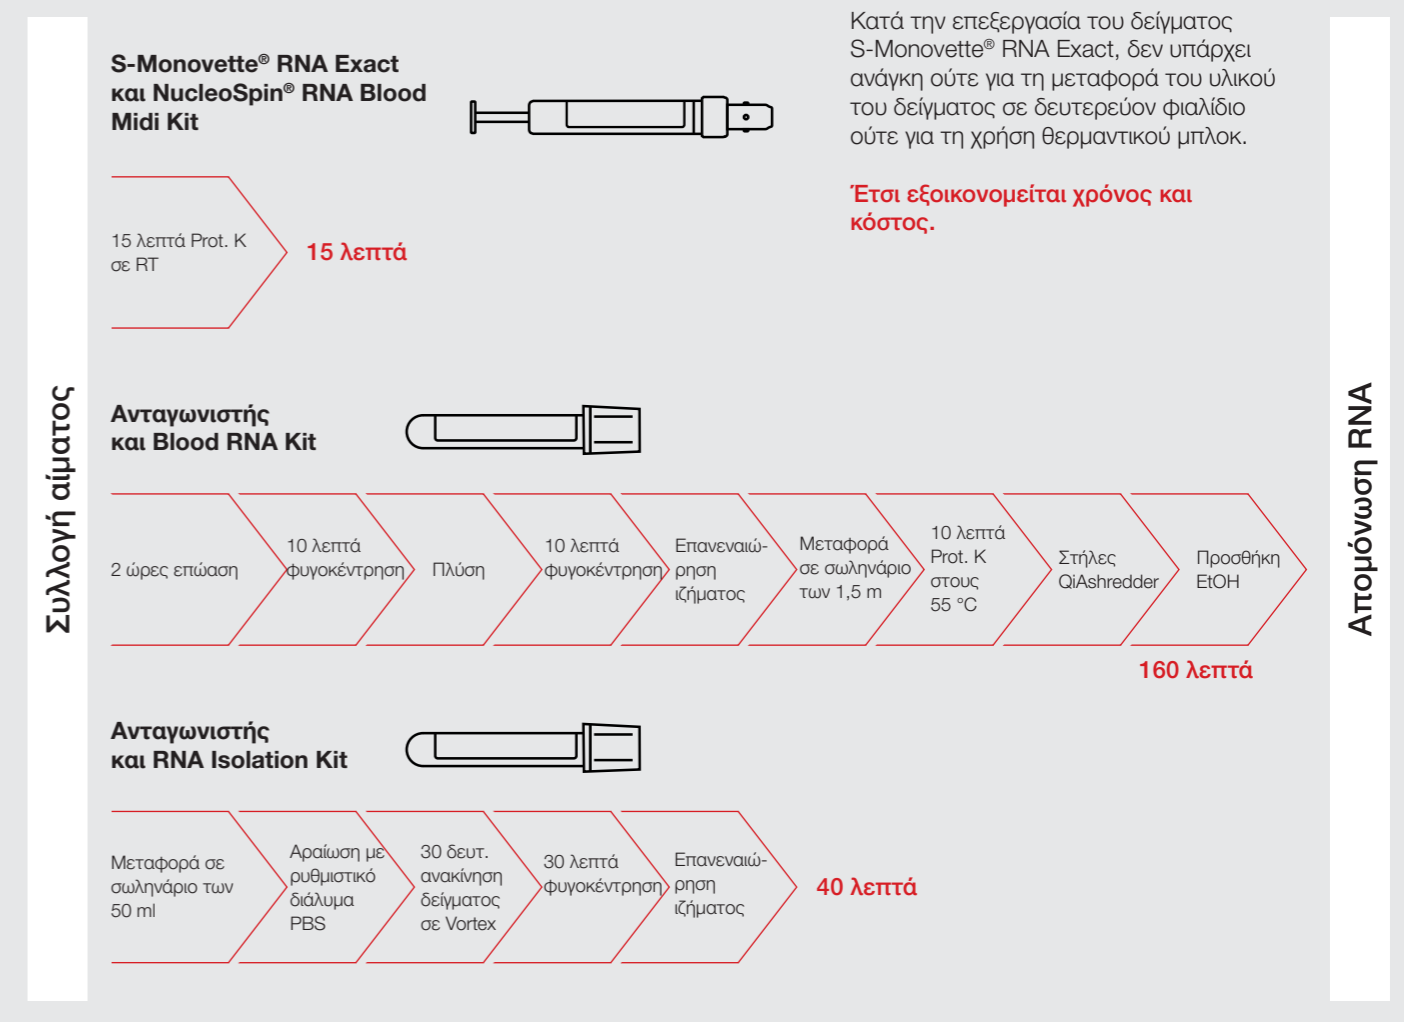 Συλλογή αίματος
S-Monovette® RNA Exact
και NucleoSpin® RNA Blood
Midi Kit
Κατά την επεξεργασία του δείγματος
S-Monovette® RNA Exact, δεν υπάρχει
ανάγκη ούτε για τη μεταφορά του υλικού
του δείγματος σε δευτερεύον φιαλίδιο
ούτε για τη χρήση θερμαντικού μπλοκ.
Έτσι εξοικονομείται χρόνος και
κόστος.
15 λεπτά Prot. K
σε RT
15 λεπτά
Ανταγωνιστής
και Blood RNA Kit
2 ώρες επώαση
10 λεπτά
φυγοκέντρηση
Πλύση
10 λεπτά
φυγοκέντρηση
Επανεναιώ-
ρηση
ιζήματος
Μεταφορά
σε σωληνάριο
των 1,5 m
10 λεπτά
Prot. K
στους
55 °C
Στήλες
QiAshredder
Προσθήκη
EtOH
160 λεπτά
Ανταγωνιστής
και RNA Isolation Kit
Μεταφορά σε
σωληνάριο των
50 ml
Αραίωση με
ρυθμιστικό
διάλυμα
PBS
30 δευτ.
ανακίνηση
δείγματος
σε Vortex
30 λεπτά
φυγοκέντρηση
Επανεναιώ-
ρηση
ιζήματος
40 λεπτά
Απομόνωση RNA